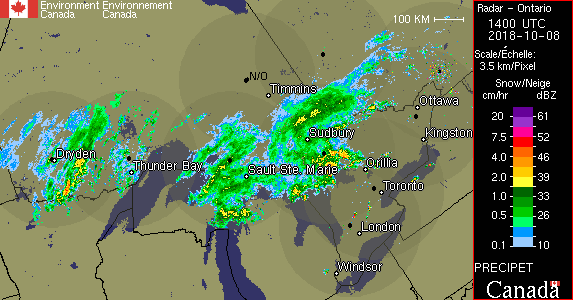 Environment Environnement
Canada Canada
100 KM
N/O
Timmins
Ottawa
Sudbury
Kingston
Dryden
Thunder Bay
Sault Ste. Marie
Orillia
Toronto
London
Windsor
Radar - Ontario
1400 UTC
2018-10-08
Scale/Échelle:
3.5 km/Pixel
Snow/Neige
cm/hr dBZ
20 61
7.5 52
4.0 46
2.0 39
1.0 33
0.5 26
0.1 10
PRECIPET
Canada